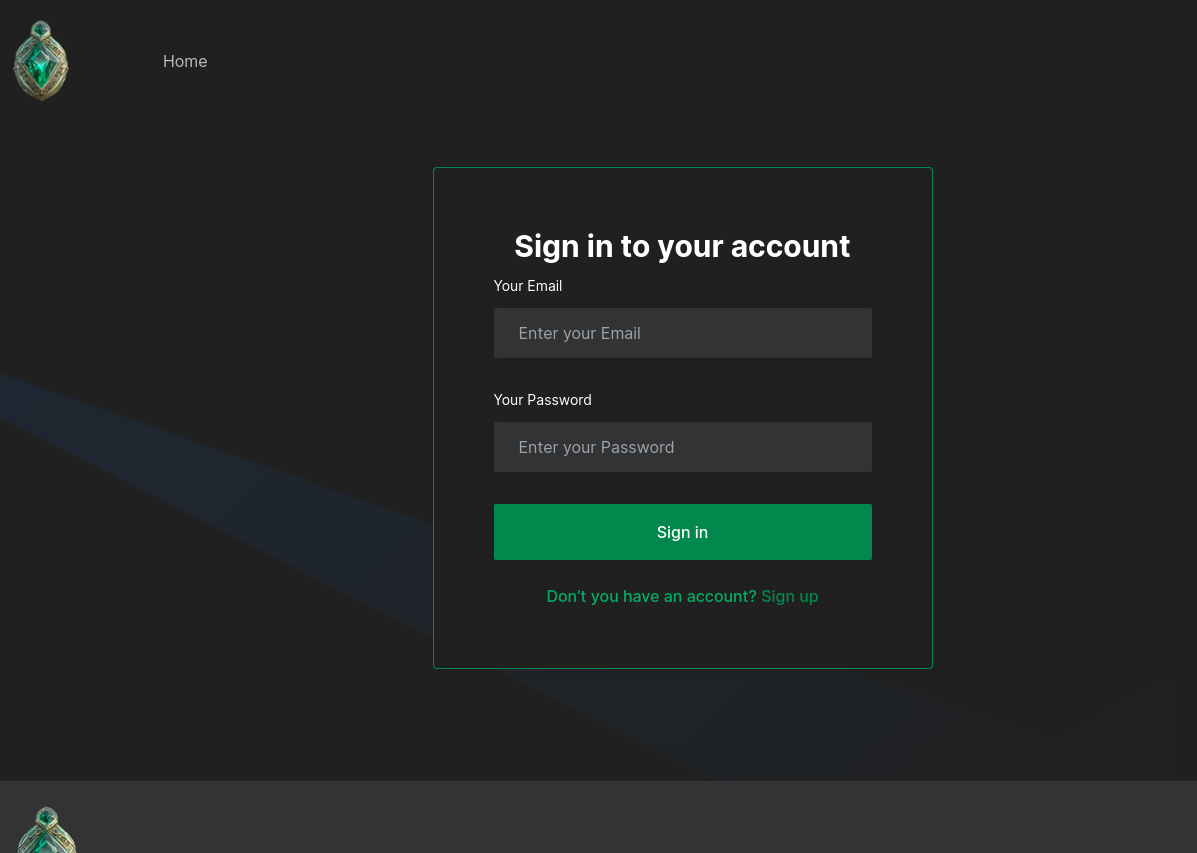 Home
Sign in to your account
Your Email
Enter your Email
Your Password
Enter your Password
Sign in
Don’t you have an account? Sign up